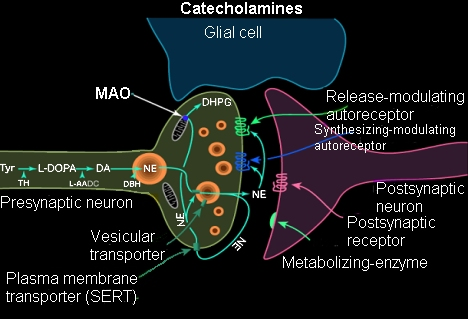 Catecholamines
Glial cell
MAO
DHPG
Release-modulating
autoreceptor
Synthesizing-modulating
autoreceptor
Tyr
L-DOPA
DA
NE
TH
L-AADC
DBH
NE
NE
NE
Presynaptic neuron
Vesicular
transporter
Plasma membrane
transporter (SERT)
Postsynaptic
neuron
Postsynaptic
receptor
Metabolizing-enzyme